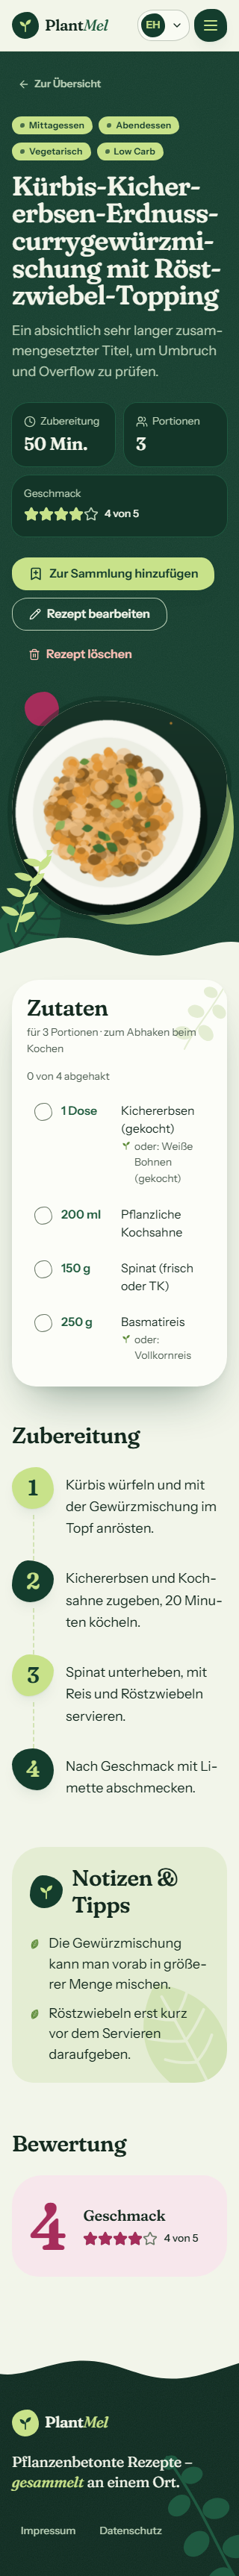 PlantMel
EH
Zur Übersicht
Mittagessen
Abendessen
Vegetarisch
Low Carb
Kürbis-Kicher-
erbsen-Erdnuss-
currygewürzmi-
schung mit Röst-
zwiebel-Topping
Ein absichtlich sehr langer zusam-
mengesetzter Titel, um Umbruch
und Overflow zu prüfen.
Zubereitung
50 Min.
Portionen
3
Geschmack
4 von 5
Zur Sammlung hinzufügen
Rezept bearbeiten
Rezept löschen
Zutaten
für 3 Portionen · zum Abhaken beim
Kochen
0 von 4 abgehakt
1 Dose
Kichererbsen
(gekocht)
oder: Weiße
Bohnen
(gekocht)
200 ml
Pflanzliche
Kochsahne
150 g
Spinat (frisch
oder TK)
250 g
Basmatireis
oder:
Vollkornreis
Zubereitung
1
Kürbis würfeln und mit
der Gewürzmischung im
Topf anrösten.
2
Kichererbsen und Koch-
sahne zugeben, 20 Minu-
ten köcheln.
3
Spinat unterheben, mit
Reis und Röstzwiebeln
servieren.
4
Nach Geschmack mit Li-
mette abschmecken.
Notizen &
Tipps
Die Gewürzmischung
kann man vorab in größe-
rer Menge mischen.
Röstzwiebeln erst kurz
vor dem Servieren
daraufgeben.
Bewertung
4
Geschmack
4 von 5
PlantMel
Pflanzenbetonte Rezepte –
gesammelt an einem Ort.
Impressum
Datenschutz